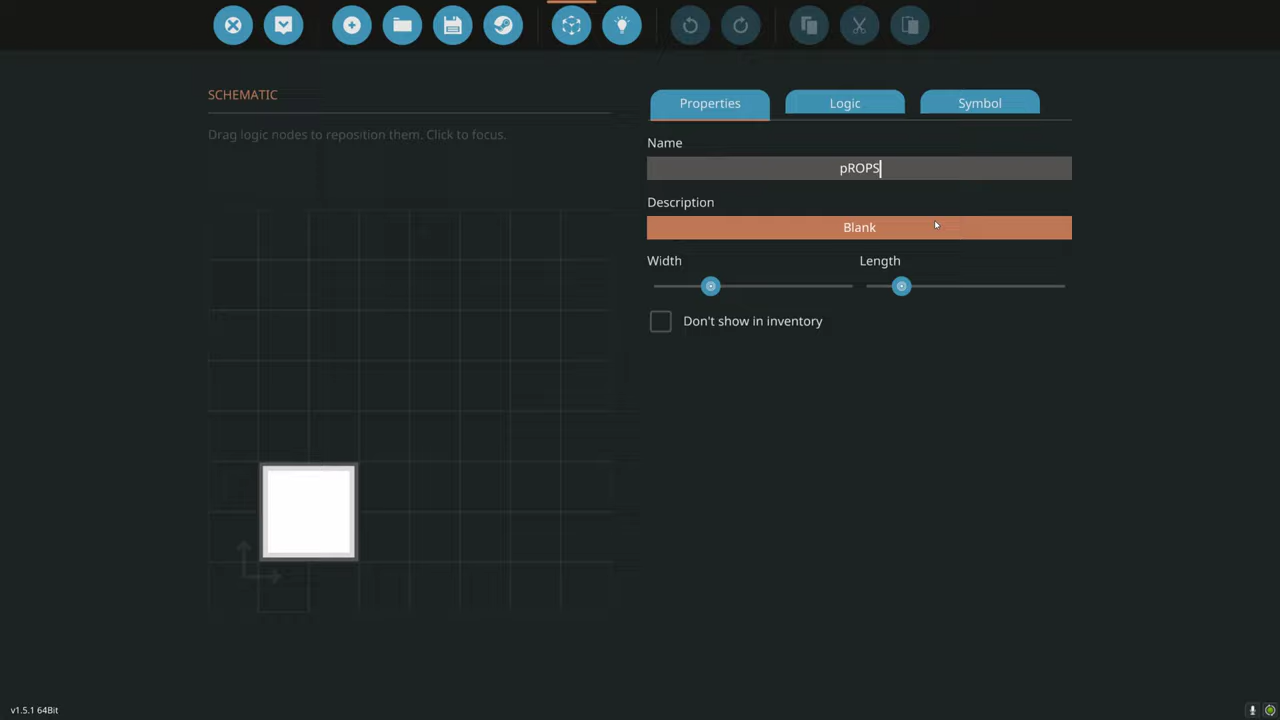 SCHEMATIC
Drag logic nodes to reposition them. Click to focus.
Properties
Logic
Symbol
Name
pROPS
Description
Blank
Width
Length
Don't show in inventory
v1.5.1 64Bit